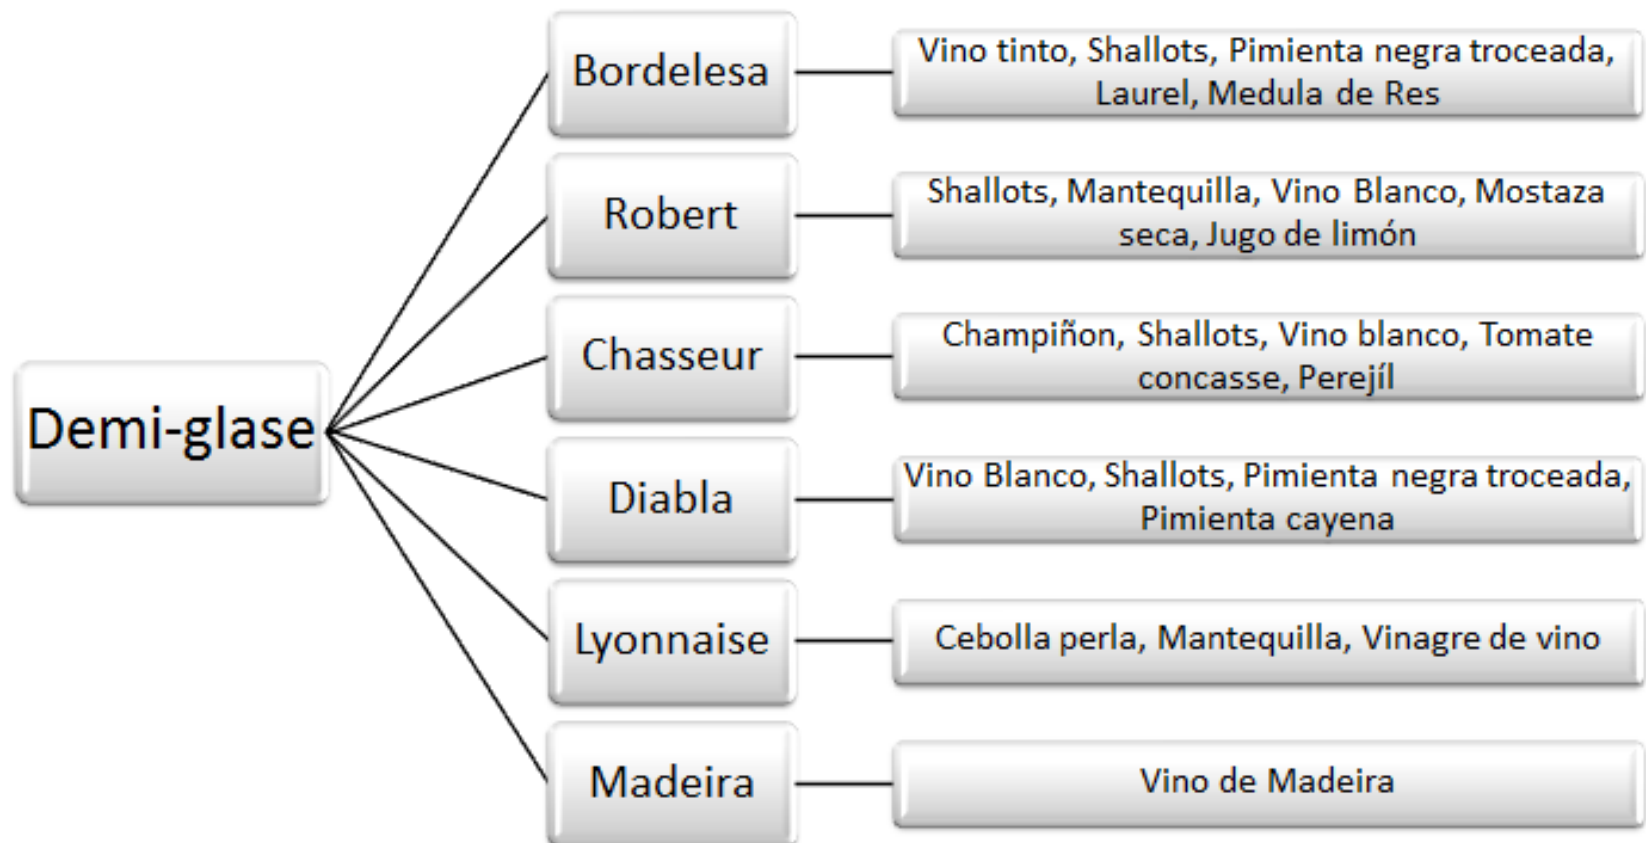 Demi-glase
Bordelesa
Vino tinto, Shallots, Pimienta negra troceada,
Laurel, Medula de Res
Robert
Shallots, Mantequilla, Vino Blanco, Mostaza
seca, Jugo de limón
Chasseur
Champiñon, Shallots, Vino blanco, Tomate
concasse, Perejíl
Diabla
Vino Blanco, Shallots, Pimienta negra troceada,
Pimienta cayena
Lyonnaise
Cebolla perla, Mantequilla, Vinagre de vino
Madeira
Vino de Madeira